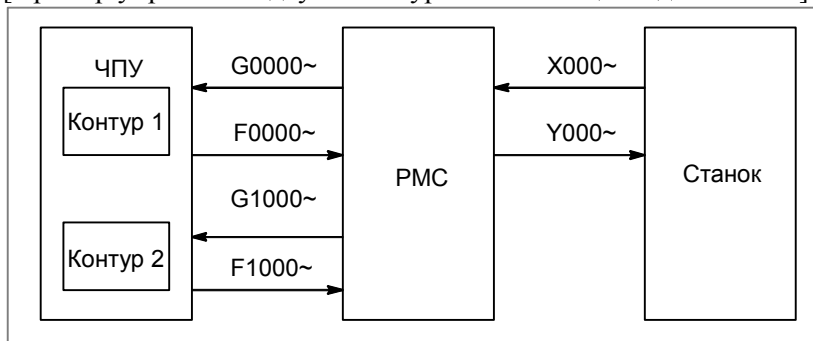 ЧПУ
Контур 1
G0000~
F0000~
G1000~
Контур 2
F1000~
PMC
X000~
Y000~
Станок